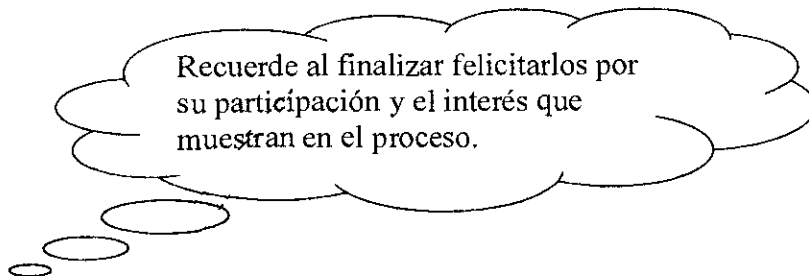 Recuerde al finalizar felicitarlos por
su participación y el interés que
muestran en el proceso.